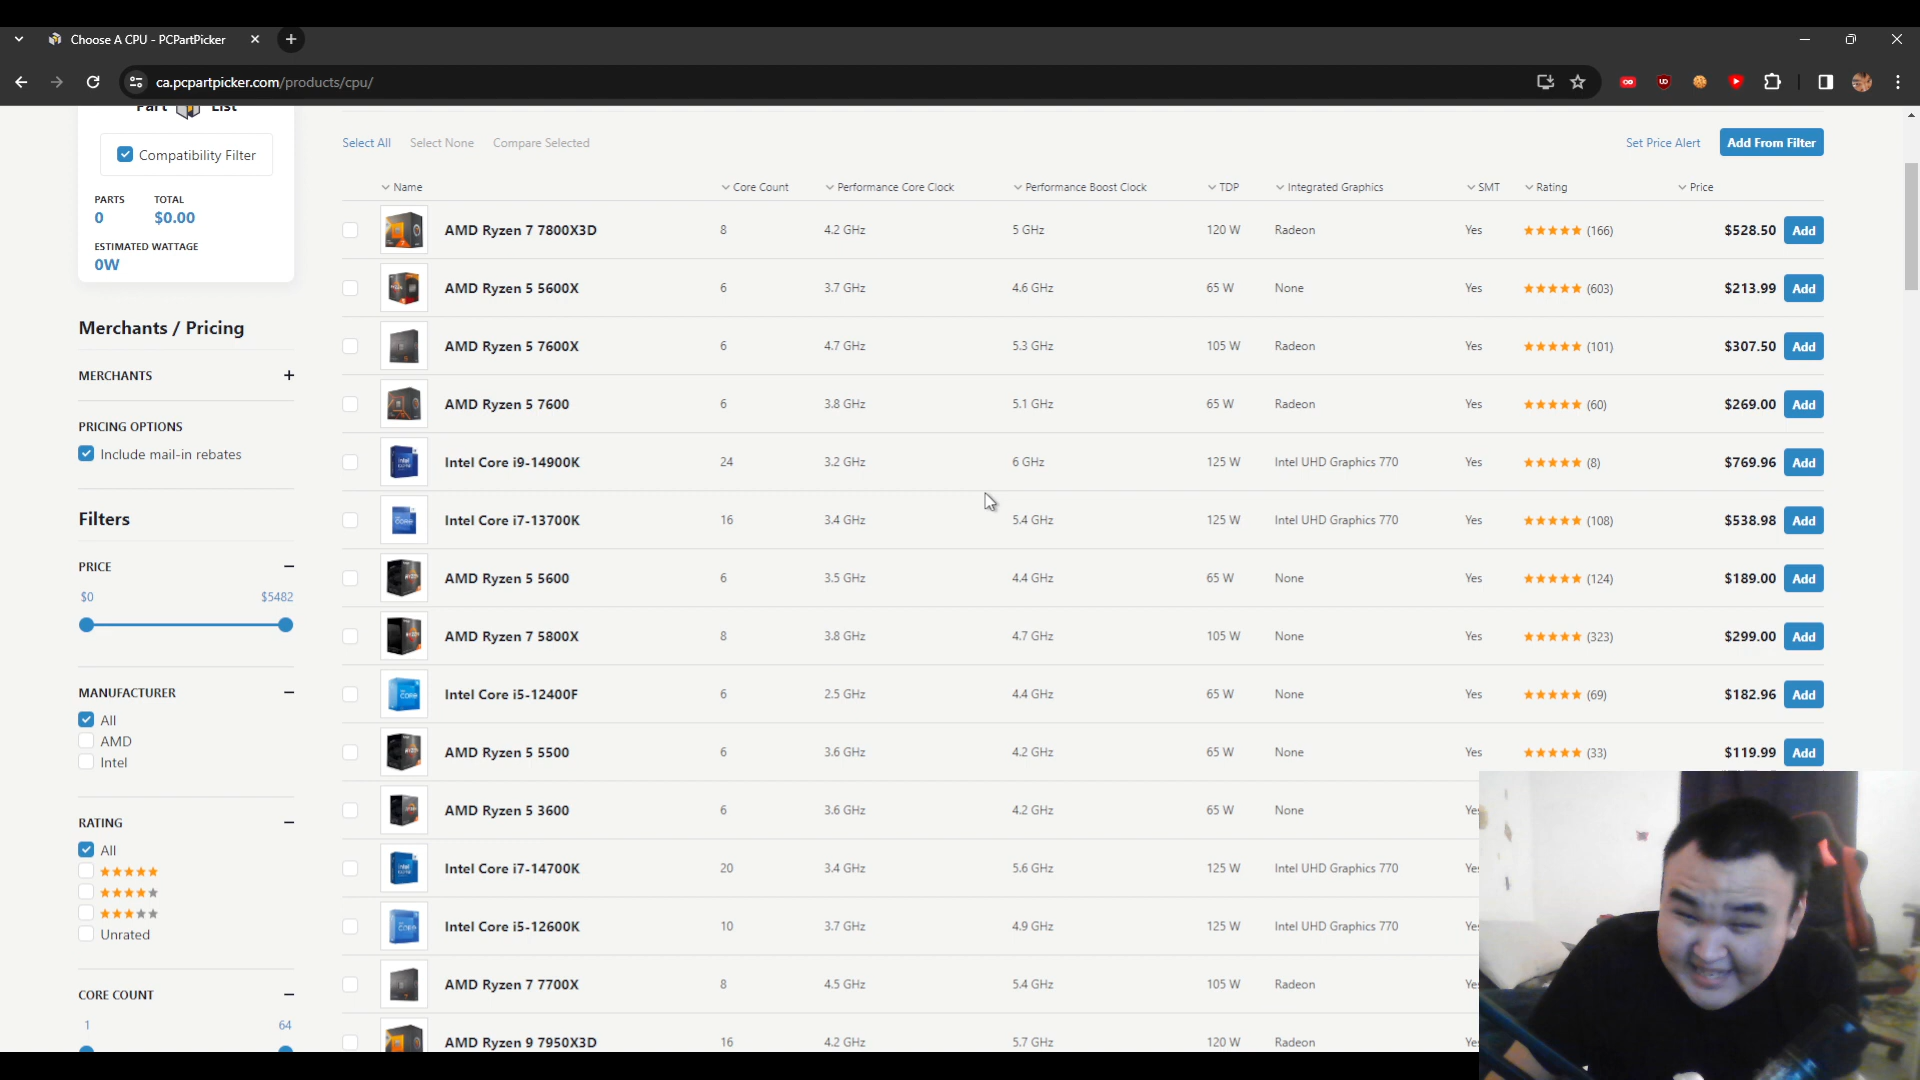 Choose A CPU - PCPartPicker
ca.pcpartpicker.com/products/cpu/
Part List
Compatibility Filter
PARTS TOTAL
0 $0.00
ESTIMATED WATTAGE
0W
Merchants / Pricing
MERCHANTS +
PRICING OPTIONS
Include mail-in rebates
Filters
PRICE
$0 $5482
MANUFACTURER
All
AMD
Intel
RATING
All
Unrated
CORE COUNT
1 64
Select All Select None Compare Selected Set Price Alert Add From Filter
Name Core Count Performance Core Clock Performance Boost Clock TDP Integrated Graphics SMT Rating Price
AMD Ryzen 7 7800X3D 8 4.2 GHz 5 GHz 120 W Radeon Yes (166) $528.50 Add
AMD Ryzen 5 5600X 6 3.7 GHz 4.6 GHz 65 W None Yes (603) $213.99 Add
AMD Ryzen 5 7600X 6 4.7 GHz 5.3 GHz 105 W Radeon Yes (101) $307.50 Add
AMD Ryzen 5 7600 6 3.8 GHz 5.1 GHz 65 W Radeon Yes (60) $269.00 Add
Intel Core i9-14900K 24 3.2 GHz 6 GHz 125 W Intel UHD Graphics 770 Yes (8) $769.96 Add
Intel Core i7-13700K 16 3.4 GHz 5.4 GHz 125 W Intel UHD Graphics 770 Yes (108) $538.98 Add
AMD Ryzen 5 5600 6 3.5 GHz 4.4 GHz 65 W None Yes (124) $189.00 Add
AMD Ryzen 7 5800X 8 3.8 GHz 4.7 GHz 105 W None Yes (323) $299.00 Add
Intel Core i5-12400F 6 2.5 GHz 4.4 GHz 65 W None Yes (69) $182.96 Add
AMD Ryzen 5 5500 6 3.6 GHz 4.2 GHz 65 W None Yes (33) $119.99 Add
AMD Ryzen 5 3600 6 3.6 GHz 4.2 GHz 65 W None
Intel Core i7-14700K 20 3.4 GHz 5.6 GHz 125 W Intel UHD Graphics 770
Intel Core i5-12600K 10 3.7 GHz 4.9 GHz 125 W Intel UHD Graphics 770
AMD Ryzen 7 7700X 8 4.5 GHz 5.4 GHz 105 W Radeon
AMD Ryzen 9 7950X3D 16 4.2 GHz 5.7 GHz 120 W Radeon